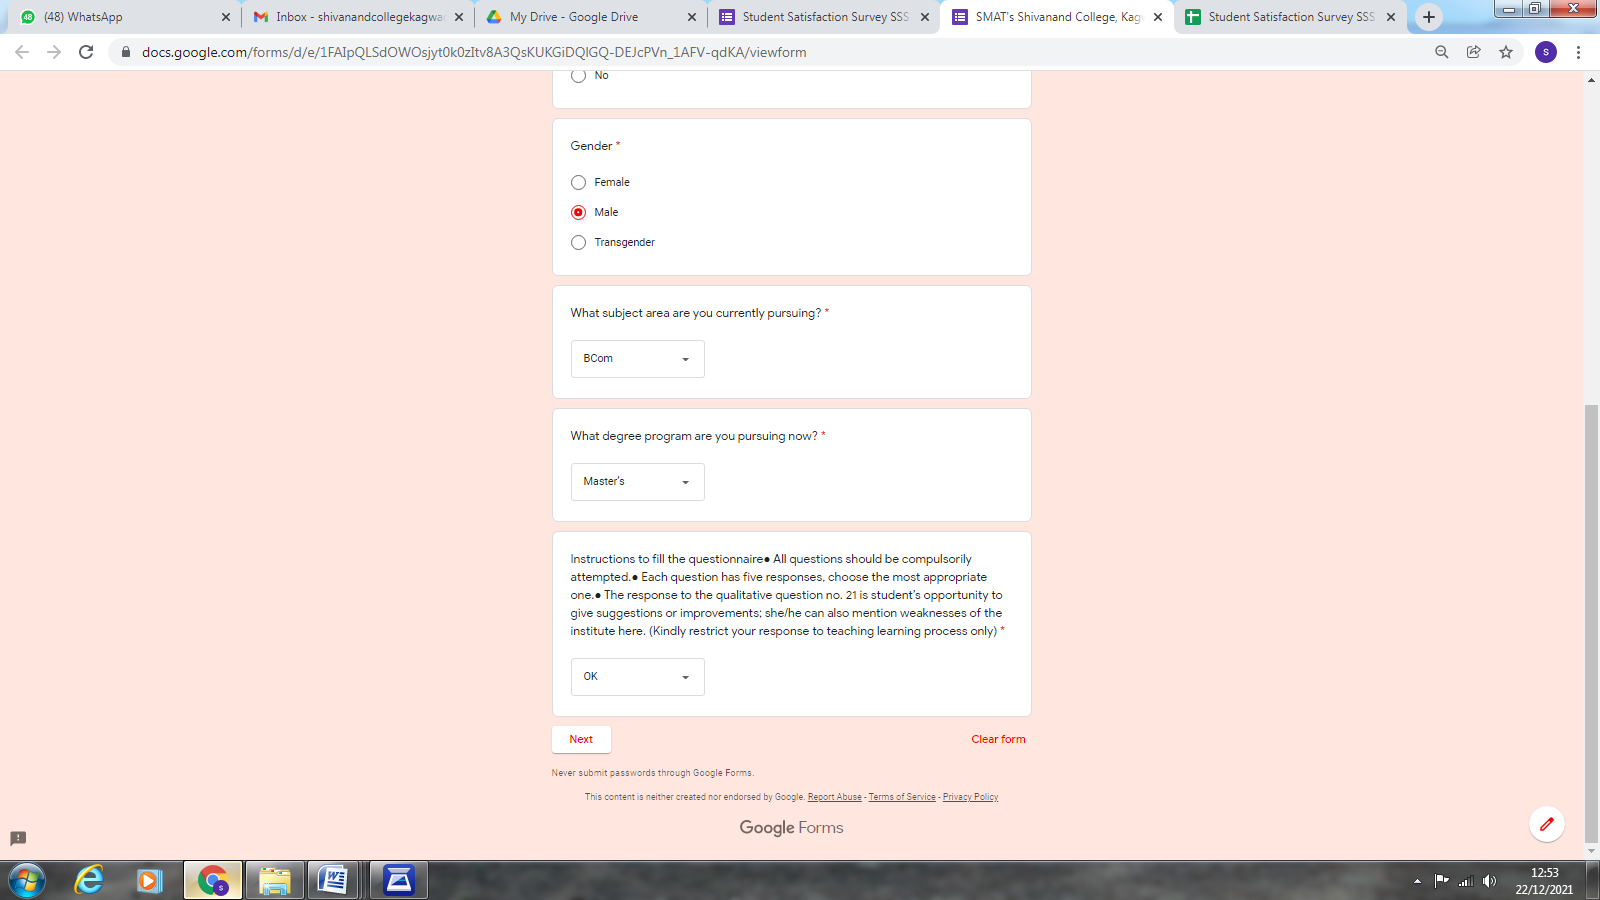 (48) WhatsApp
Inbox - shivanandcollegekagwa
My Drive - Google Drive
Student Satisfaction Survey SSS
SMAT's Shivanand College, Kag
Student Satisfaction Survey SSS
docs.google.com/forms/d/e/1FAIpQLSdOWOsjyt0k0zItv8A3QsKUKGiDQIGQ-DEJcPVn_1AFV-qdKA/viewform
No
Gender *
Female
Male
Transgender
What subject area are you currently pursuing? *
BCom
What degree program are you pursuing now? *
Master's
Instructions to fill the questionnaire● All questions should be compulsorily
attempted.● Each question has five responses, choose the most appropriate
one.● The response to the qualitative question no. 21 is student's opportunity to
give suggestions or improvements; she/he can also mention weaknesses of the
institute here. (Kindly restrict your response to teaching learning process only) *
OK
Next
Clear form
Never submit passwords through Google Forms.
This content is neither created nor endorsed by Google. Report Abuse - Terms of Service - Privacy Policy
Google Forms
12:53
22/12/2021